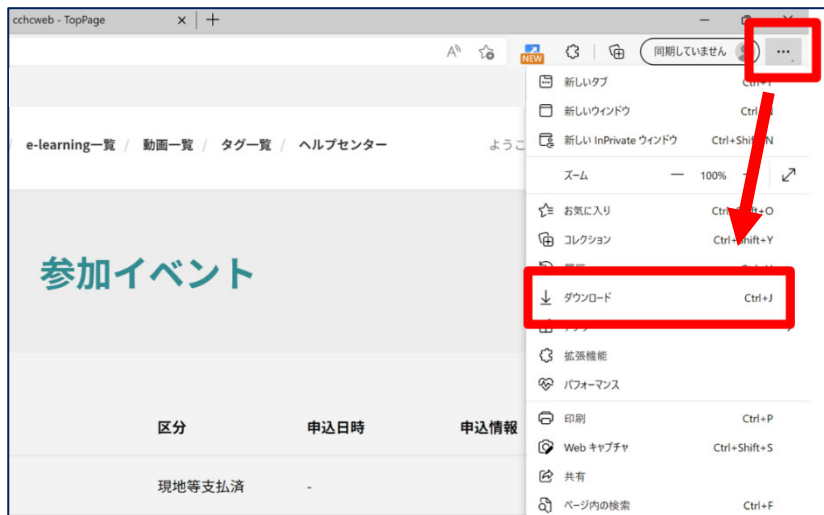 cchcweb - TopPage
NEW
同期していません
新しいタブ
新しいウィンドウ
新しい InPrivate ウィンドウ
e-learning一覧 / 動画一覧 / タグ一覧 / ヘルプセンター
ようこ
ズーム 100%
お気に入り
コレクション Ctrl+Shift+Y
参加イベント
ダウンロード Ctrl+J
拡張機能
パフォーマンス
区分 申込日時 申込情報
印刷 Ctrl+P
Web キャプチャ Ctrl+Shift+S
共有
現地等支払済 -
ページ内の検索 Ctrl+F